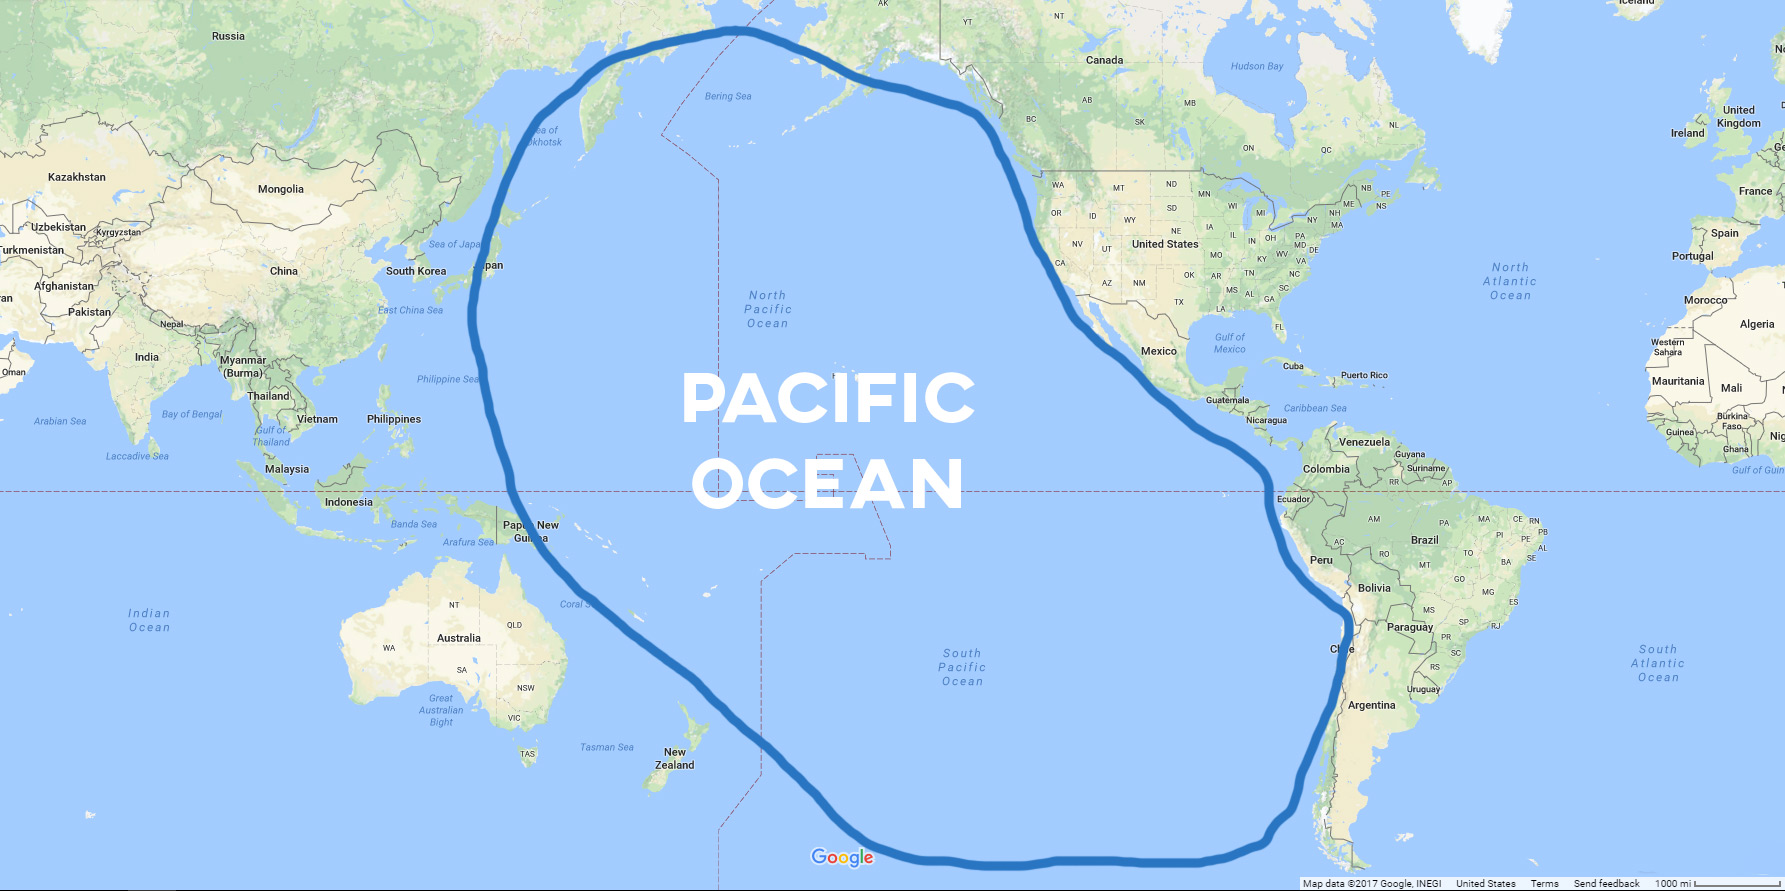 AK
NT
YT
Iceland
Russia
Canada
Hudson Bay
Bering Sea
AB
MB
BC
SK
NL
United
Kingdom
Ireland
Sea of
Okhotsk
ON
QC
Kazakhstan
Mongolia
WA
MT
ND
MN
NB
PE
NS
ME
France
OR
ID
WY
SD
WI
MI
NY
NH
MA
Uzbekistan
Kyrgyzstan
Turkmenistan
Sea of Japan
NV
UT
NE
IA
IL
IN
OH
PA
MD
DE
United States
Spain
Portugal
Afghanistan
China
South Korea
Japan
CA
AZ
NM
OK
MO
KY
WV
VA
AR
TN
NC
MS
AL
GA
SC
North
Atlantic
Ocean
Pakistan
East China Sea
North
Pacific
Ocean
TX
LA
FL
Morocco
Algeria
Nepal
India
Myanmar
(Burma)
Gulf of
Mexico
Mexico
Cuba
Puerto Rico
Western
Sahara
Oman
Philippine Sea
Thailand
Vietnam
Philippines
PACIFIC
OCEAN
Guatemala
Nicaragua
Caribbean Sea
Mauritania
Mali
Burkina
Faso
Guinea
Ghana
Arabian Sea
Bay of Bengal
Gulf of
Thailand
Laccadive Sea
Malaysia
Indonesia
Venezuela
Guyana
Suriname
Colombia
RR
AP
Ecuador
Banda Sea
Arafura Sea
Papua New
Guinea
AM
PA
MA
CE
RN
PB
PE
AL
SE
PI
Brazil
AC
RO
TO
MT
BA
Peru
Bolivia
GO
MG
ES
MS
SP
RJ
Paraguay
PR
SC
RS
Indian
Ocean
Coral Sea
NT
QLD
Australia
WA
SA
NSW
VIC
TAS
Great
Australian
Bight
Tasman Sea
New
Zealand
South
Pacific
Ocean
Chile
Argentina
Uruguay
South
Atlantic
Ocean
Google
Map data ©2017 Google, INEGI United States Terms Send feedback 1000 mi